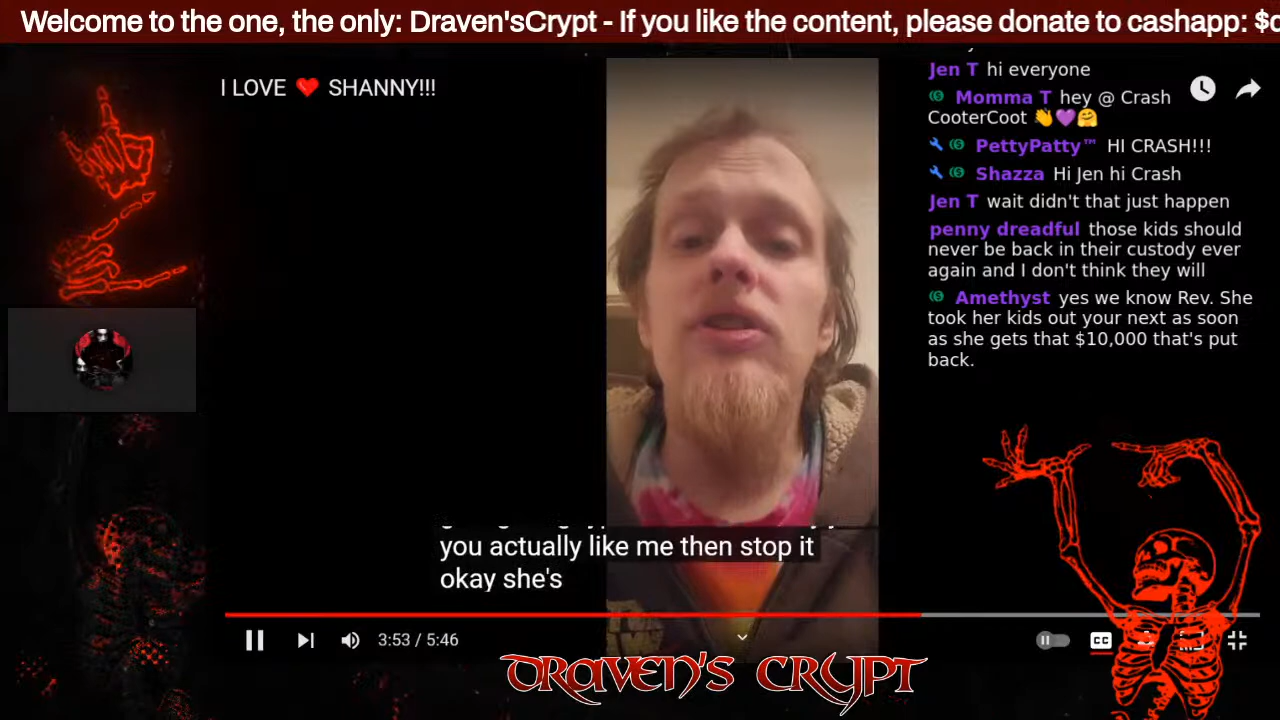 Welcome to the one, the only: Draven'sCrypt - If you like the content, please donate to cashapp:
I LOVE ❤️ SHANNY!!!
Jen T hi everyone
Momma T hey @ Crash
CooterCoot 👋💜🤗
PettyPatty™ HI CRASH!!!
Shazza Hi Jen hi Crash
Jen T wait didn't that just happen
penny dreadful those kids should
never be back in their custody ever
again and I don't think they will
Amethyst yes we know Rev. She
took her kids out your next as soon
as she gets that $10,000 that's put
back.
you actually like me then stop it
okay she's
3:53 / 5:46
CC
DRAVEN'S CRYPT